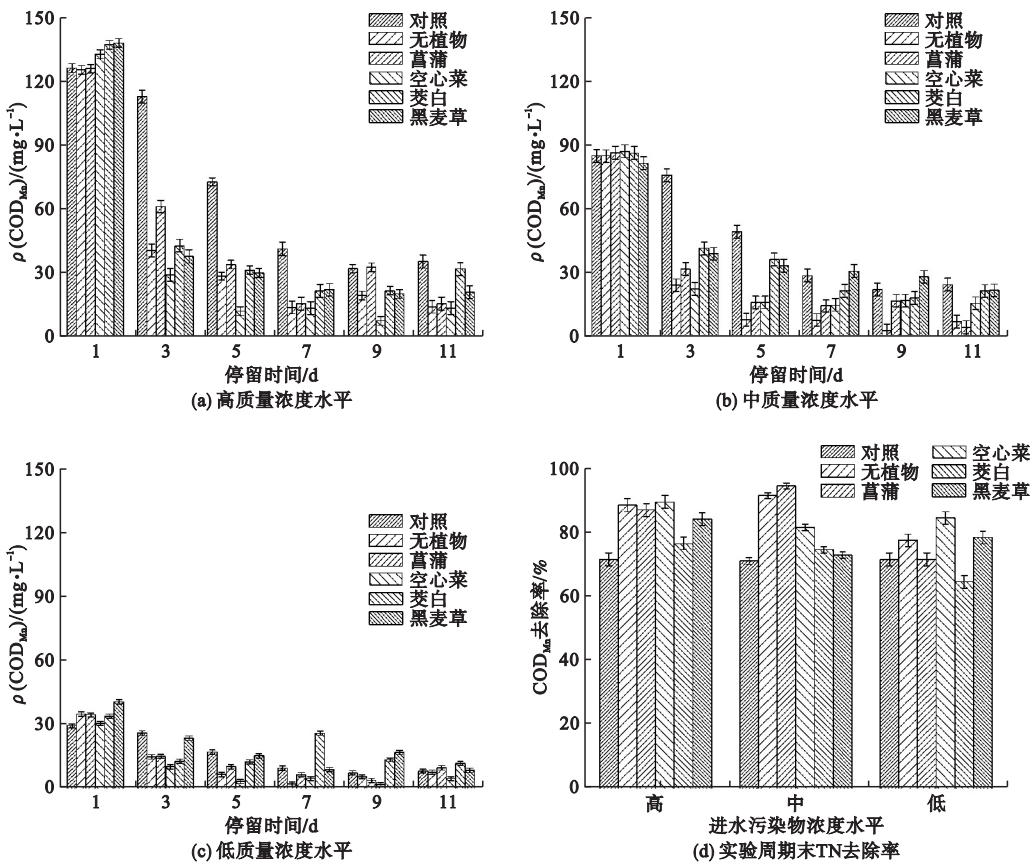 150
120
90
60
30
0
ρ (COD_Mn)/(mg·L⁻¹)
对照
无植物
菖蒲
空心菜
茭白
黑麦草
1 3 5 7 9 11
停留时间/d
(a) 高质量浓度水平
150
120
90
60
30
0
ρ (COD_Mn)/(mg·L⁻¹)
对照
无植物
菖蒲
空心菜
茭白
黑麦草
1 3 5 7 9 11
停留时间/d
(b) 中质量浓度水平
150
120
90
60
30
0
ρ (COD_Mn)/(mg·L⁻¹)
对照
无植物
菖蒲
空心菜
茭白
黑麦草
1 3 5 7 9 11
停留时间/d
(c) 低质量浓度水平
对照 空心菜
无植物 茭白
菖蒲 黑麦草
100
80
60
40
20
0
COD_Mn去除率/%
高 中 低
进水污染物浓度水平
(d) 实验周期末TN去除率